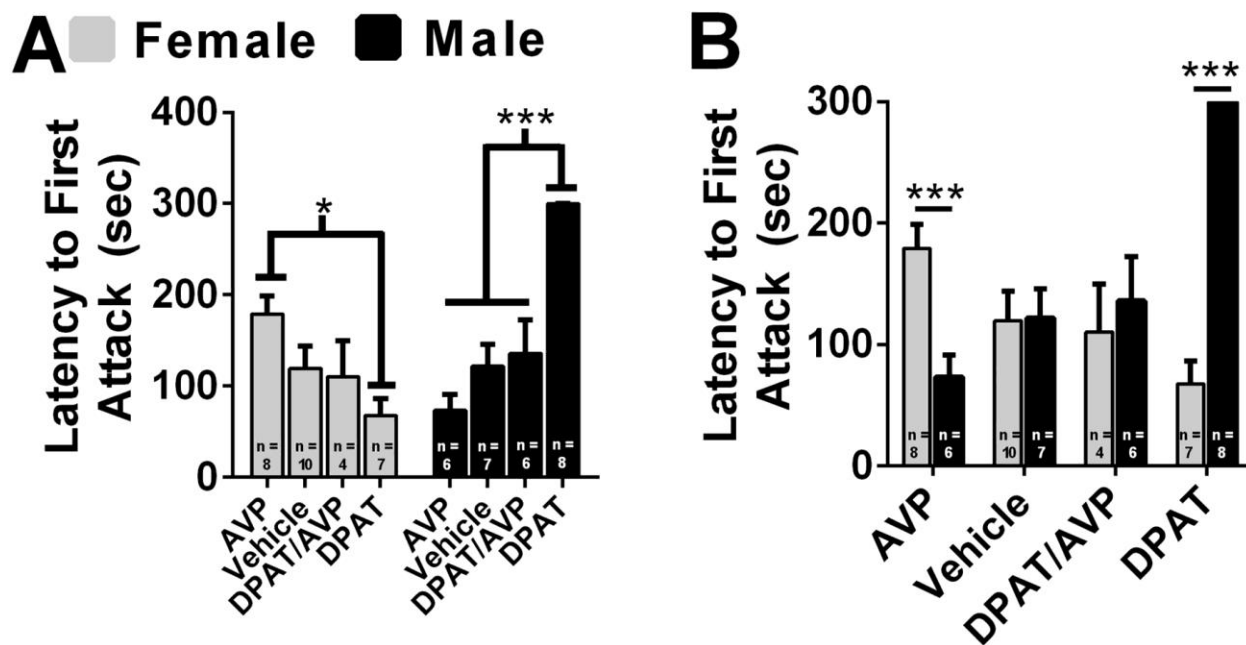 A Female Male
Latency to First
Attack (sec)
400
300
200
100
0
*
***
n =
8
n =
10
n =
4
n =
7
n =
6
n =
7
n =
6
n =
8
AVP
Vehicle
DPAT/AVP
DPAT
AVP
Vehicle
DPAT/AVP
DPAT
B
Latency to First
Attack (sec)
300
200
100
0
***
***
n =
8
n =
6
n =
10
n =
7
n =
4
n =
6
n =
7
n =
8
AVP
Vehicle
DPAT/AVP
DPAT